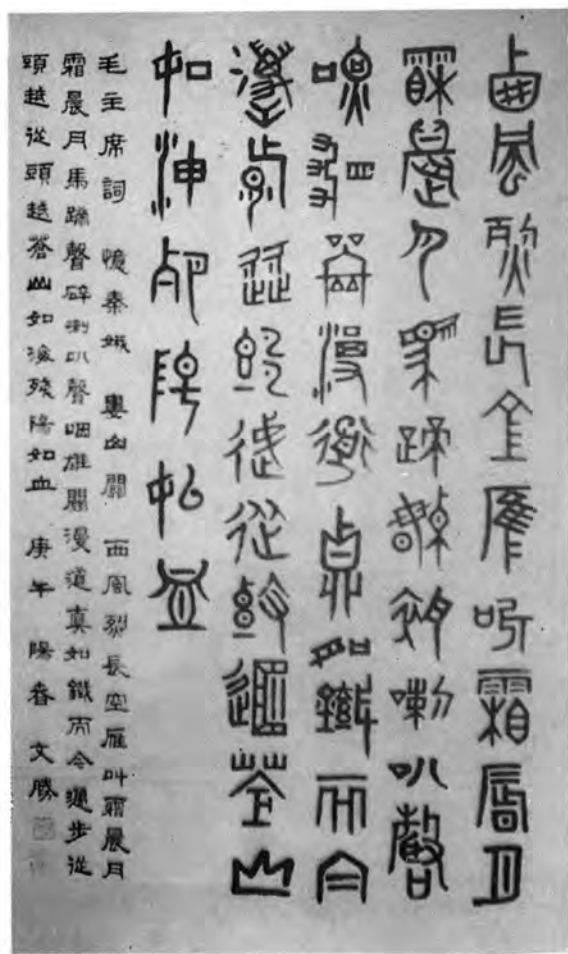 西風烈長空雁叫霜晨月
霜晨月馬蹄聲碎喇叭聲
咽雄關漫道真如鐵而今
邁步從頭越從頭越蒼山
如海殘陽如血
毛主席詞 憶秦娥 婁山關 西風烈長空雁叫霜晨月
霜晨月馬蹄聲碎喇叭聲咽雄關漫道真如鐵而今邁步從
頭越從頭越蒼山如海殘陽如血 庚午 陽春 文勝